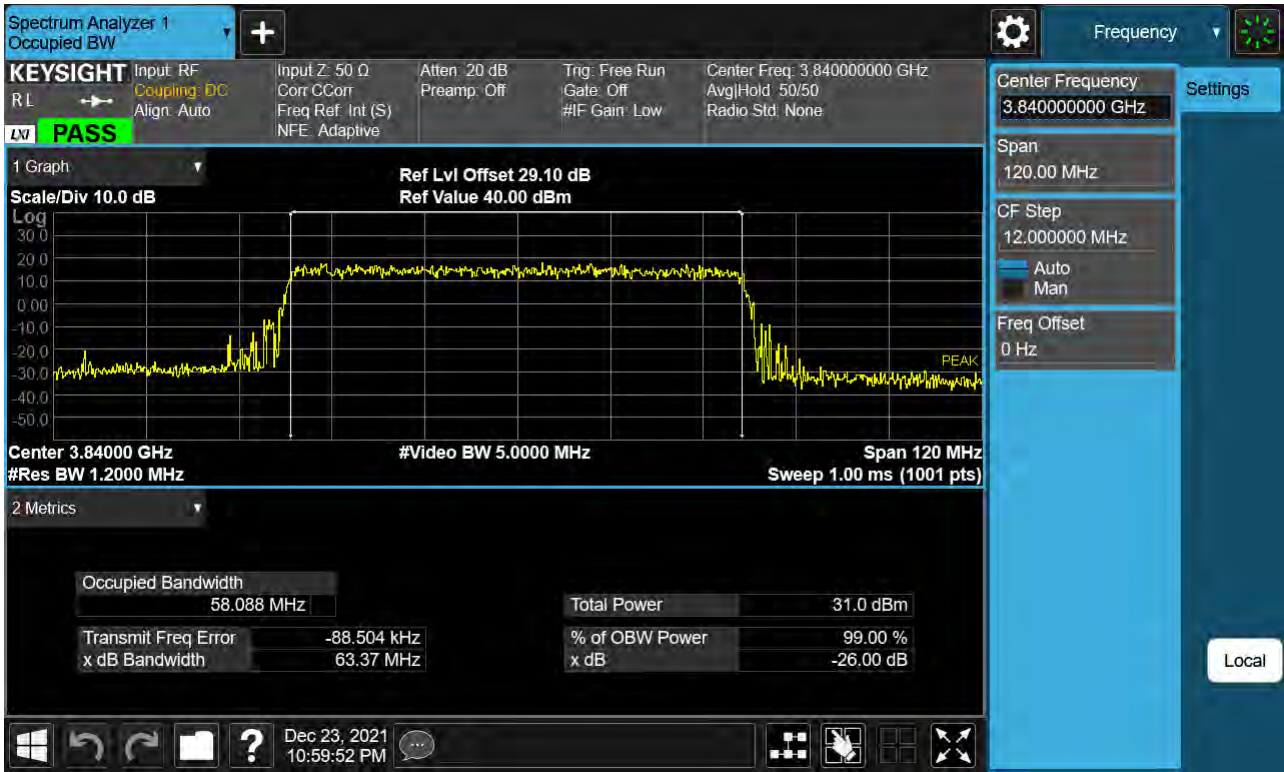 Spectrum Analyzer 1
Occupied BW
Frequency
KEYSIGHT
RL
LXI
PASS
Input: RF
Coupling: DC
Align: Auto
Input Z: 50 Ω
Corr CCorr
Freq Ref: Int (S)
NFE: Adaptive
Atten: 20 dB
Preamp: Off
Trig: Free Run
Gate: Off
#IF Gain: Low
Center Freq: 3.840000000 GHz
Avg|Hold: 50/50
Radio Std: None
Center Frequency
3.840000000 GHz
Settings
Span
120.00 MHz
CF Step
12.000000 MHz
Auto
Man
Freq Offset
0 Hz
Local
1 Graph
Scale/Div 10.0 dB
Ref Lvl Offset 29.10 dB
Ref Value 40.00 dBm
Log
30.0
20.0
10.0
0.00
-10.0
-20.0
-30.0
-40.0
-50.0
PEAK
Center 3.84000 GHz
#Res BW 1.2000 MHz
#Video BW 5.0000 MHz
Span 120 MHz
Sweep 1.00 ms (1001 pts)
2 Metrics
Occupied Bandwidth
58.088 MHz
Transmit Freq Error -88.504 kHz
x dB Bandwidth 63.37 MHz
Total Power 31.0 dBm
% of OBW Power 99.00 %
x dB -26.00 dB
?
Dec 23, 2021
10:59:52 PM